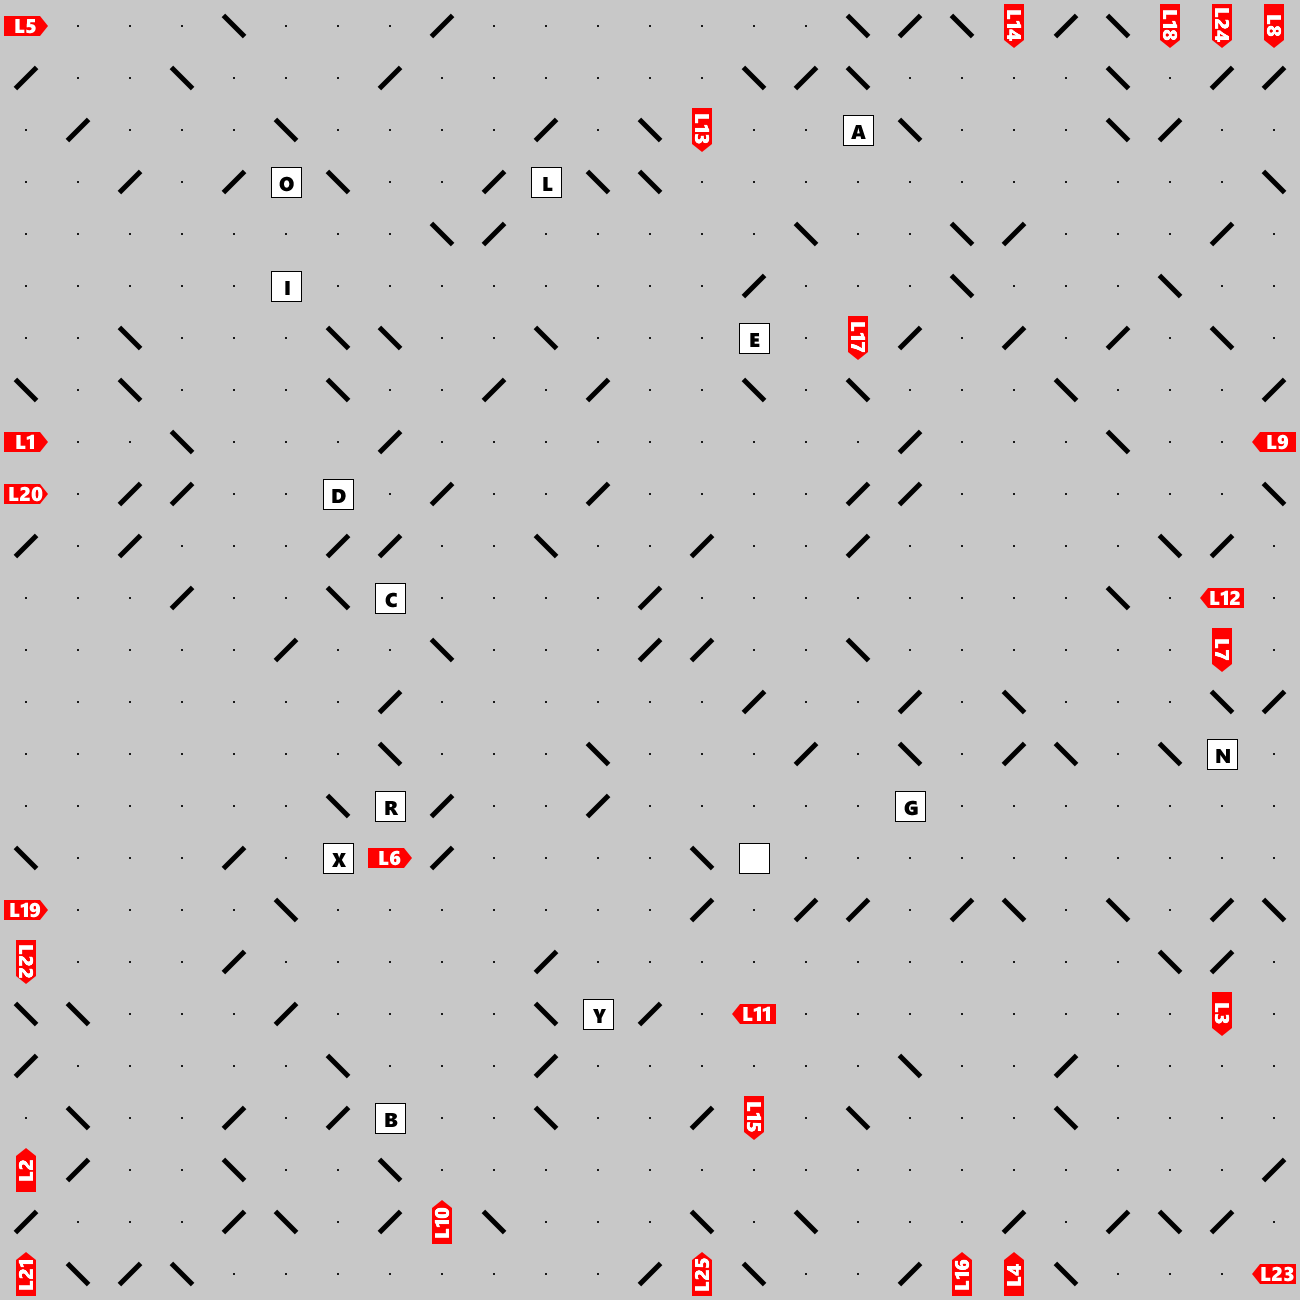 L5 L14 L18 L24 L8
L13 A
O L
I
E L17
L1 L9
L20 D
C L12
L7
N
R G
X L6
L19
L22
Y L11 L3
B L15
L2
L10
L21 L25 L16 L4 L23